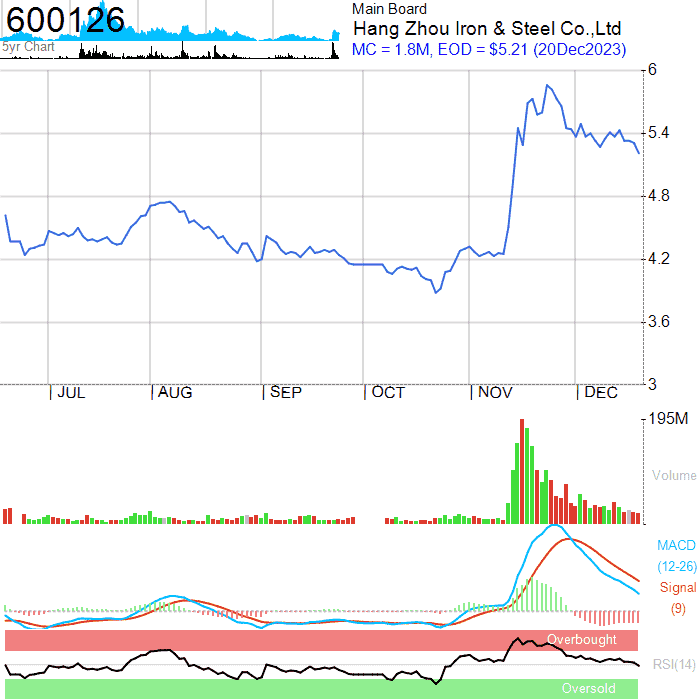 600126
5yr Chart
Main Board
Hang Zhou Iron & Steel Co.,Ltd
MC = 1.8M, EOD = $5.21 (20Dec2023)
6
5.4
4.8
4.2
3.6
3
JUL
AUG
SEP
OCT
NOV
DEC
195M
Volume
MACD
(12-26)
Signal
(9)
Overbought
RSI(14)
Oversold